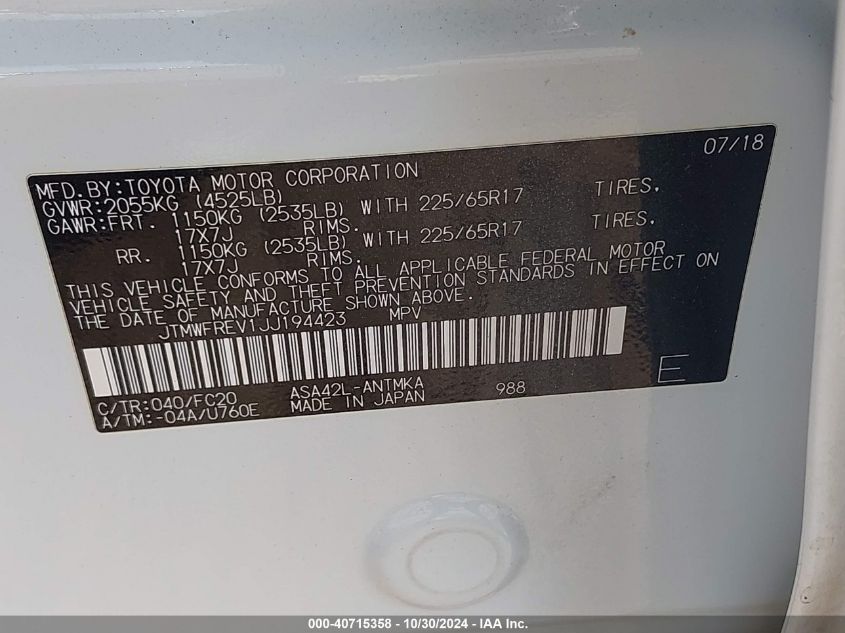 07/18
MFD.BY:TOYOTA MOTOR CORPORATION
GVWR:2055KG (4525LB)
GAWR:FRT. 1150KG (2535LB) WITH 225/65R17 TIRES,
17X7J RIMS.
RR. 1150KG (2535LB) WITH 225/65R17 TIRES,
17X7J RIMS.
THIS VEHICLE CONFORMS TO ALL APPLICABLE FEDERAL MOTOR
VEHICLE SAFETY AND THEFT PREVENTION STANDARDS IN EFFECT ON
THE DATE OF MANUFACTURE SHOWN ABOVE.
JTMWFREV1JJ194423 MPV
C/TR:040/FC20 ASA42L-ANTMKA 988 E
A/TM:-04A/U760E MADE IN JAPAN
000-40715358 - 10/30/2024 - IAA Inc.